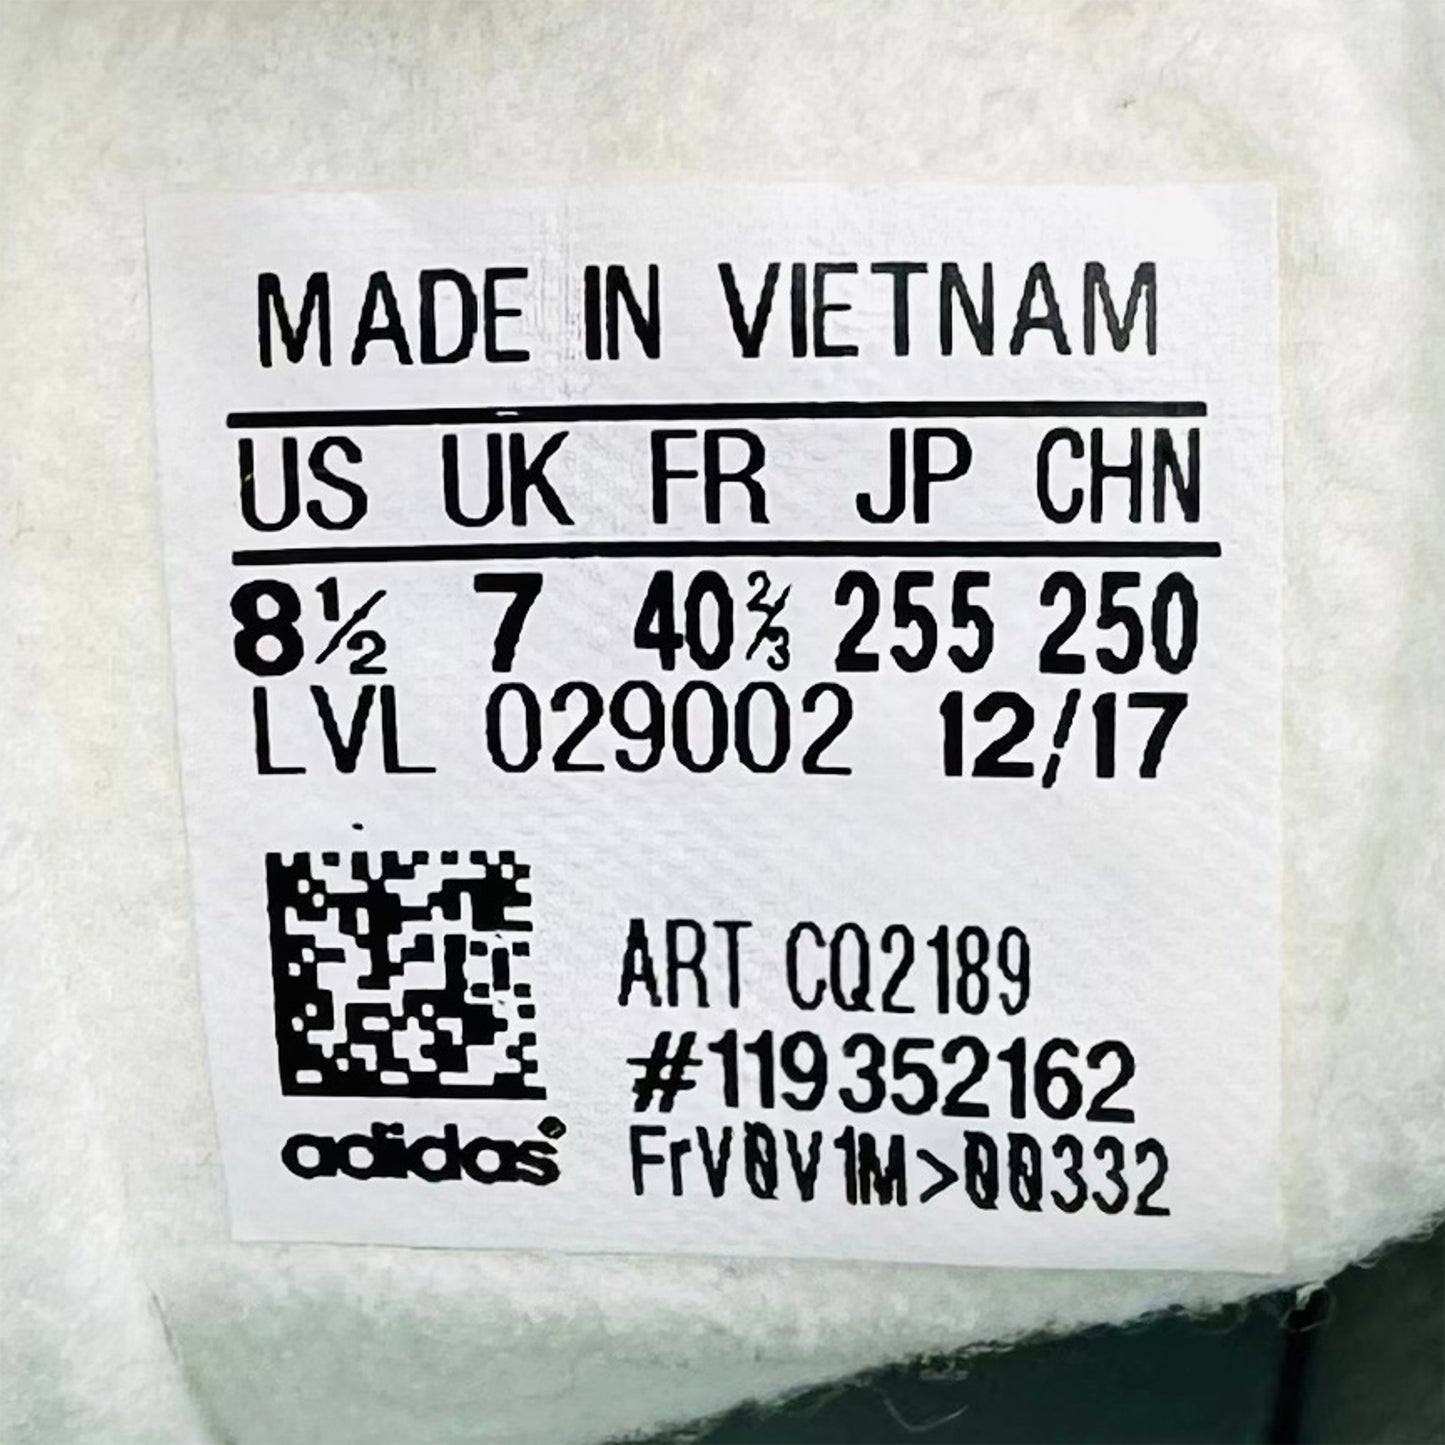 MADE IN VIETNAM
US UK FR JP CHN
8½ 7 40⅔ 255 250
LVL 029002 12/17
ART CQ2189
#119352162
adidas®
FrV0V1M>00332